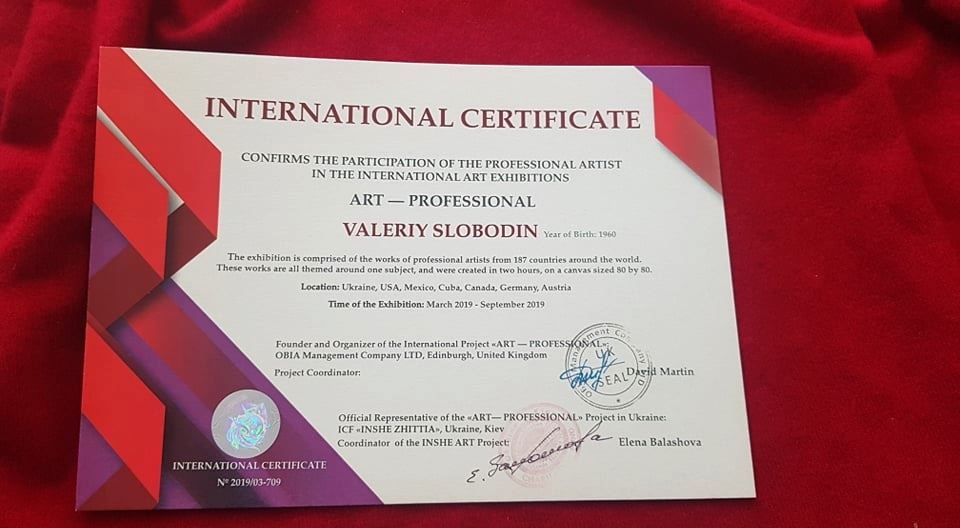 INTERNATIONAL CERTIFICATE
CONFIRMS THE PARTICIPATION OF THE PROFESSIONAL ARTIST
IN THE INTERNATIONAL ART EXHIBITIONS
ART — PROFESSIONAL
VALERIY SLOBODIN Year of Birth: 1960
The exhibition is comprised of the works of professional artists from 187 countries around the world.
These works are all themed around one subject, and were created in two hours, on a canvas sized 80 by 80.
Location: Ukraine, USA, Mexico, Cuba, Canada, Germany, Austria
Time of the Exhibition: March 2019 - September 2019
Founder and Organizer of the International Project «ART — PROFESSIONAL»:
OBIA Management Company LTD, Edinburgh, United Kingdom
Project Coordinator:
David Martin
UK
SEAL
Official Representative of the «ART— PROFESSIONAL» Project in Ukraine:
ICF «INSHE ZHITTIA», Ukraine, Kiev
Coordinator of the INSHE ART Project:
Elena Balashova
INTERNATIONAL CERTIFICATE
Nº 2019/03-709